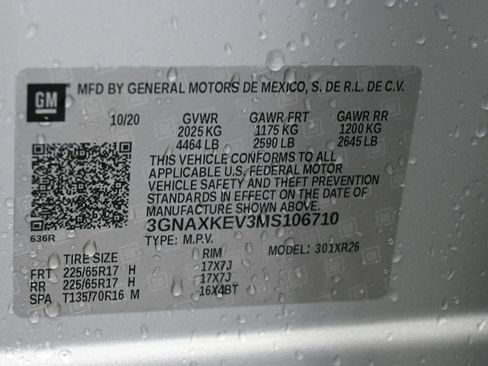 GM
MFD BY GENERAL MOTORS DE MEXICO, S. DE R.L. DE C.V.
10/20 GVWR GAWR FRT GAWR RR
2025 KG 1175 KG 1200 KG
4464 LB 2590 LB 2645 LB
THIS VEHICLE CONFORMS TO ALL
APPLICABLE U.S. FEDERAL MOTOR
VEHICLE SAFETY AND THEFT PREVENTION
STANDARDS IN EFFECT ON THE DATE OF
MANUFACTURE SHOWN ABOVE.
3GNAXKEV3MS106710
636R
TYPE: M.P.V. MODEL: 301XR26
TIRE SIZE RIM
FRT 225/65R17 H 17X7J
RR 225/65R17 H 17X7J
SPA T135/70R16 M 16X4BT